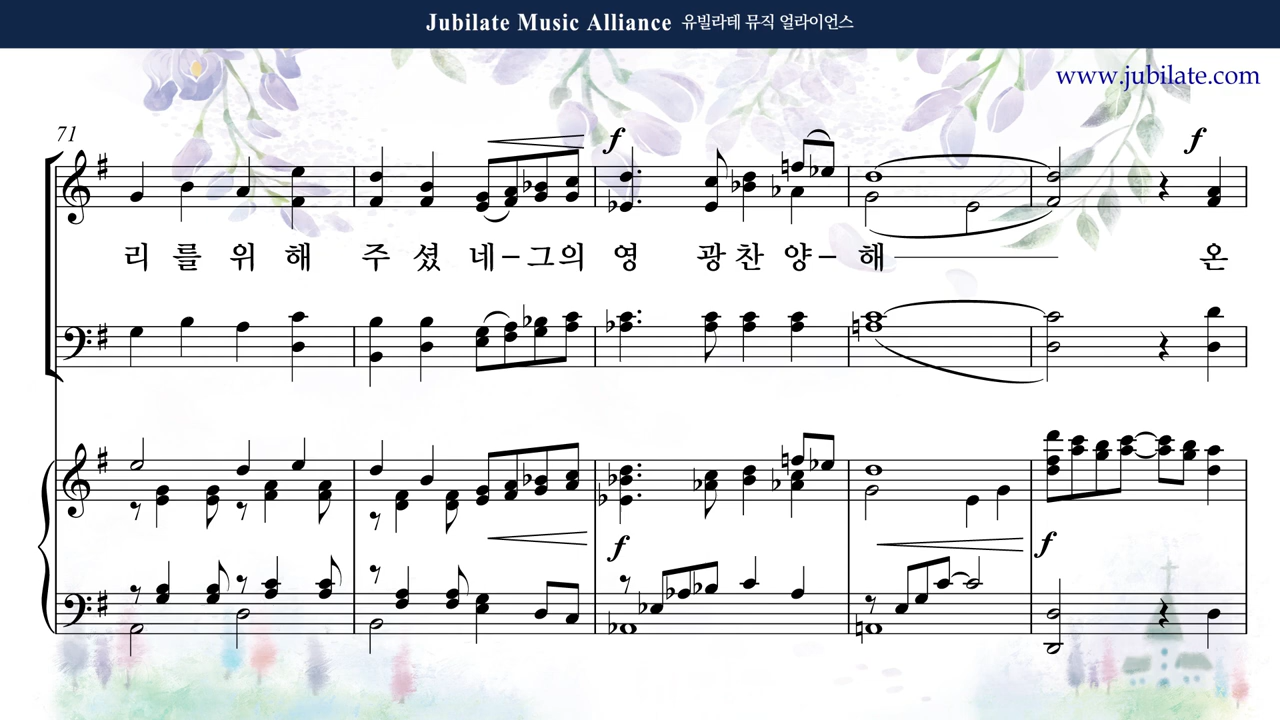 Jubilate Music Alliance 유빌라테 뮤직 얼라이언스
www.jubilate.com
71
f f
리 를 위 해 주 셨 네 – 그 의 영 광 찬 양 – 해 온
f f